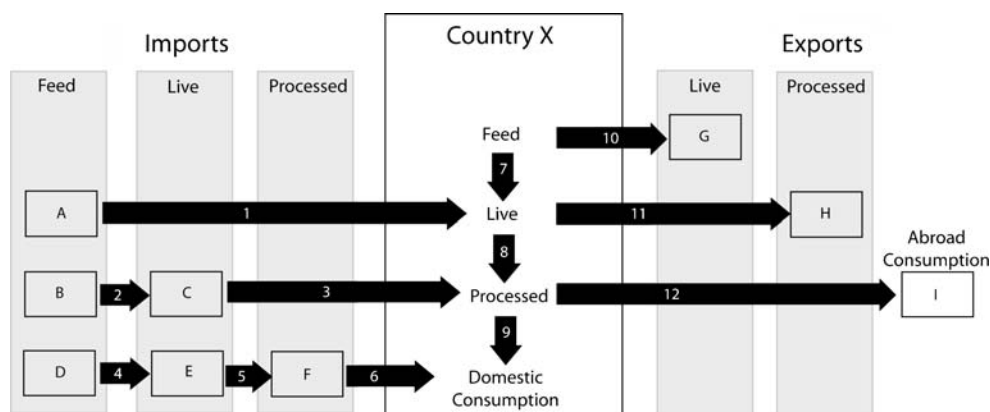 Imports
Country X
Exports
Feed
Live
Processed
Live
Processed
Feed
10
G
7
A
1
Live
11
H
8
Abroad
Consumption
B
2
C
3
Processed
12
I
9
D
4
E
5
F
6
Domestic
Consumption